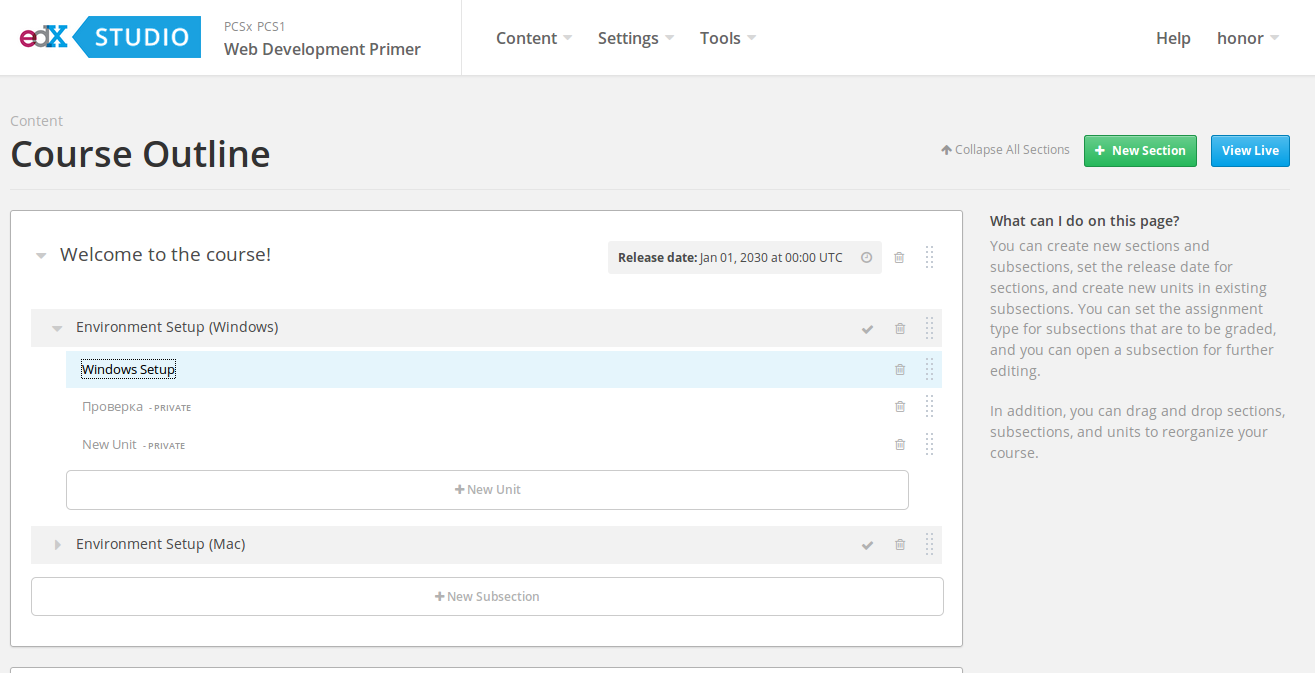 edX STUDIO
PCSx PCS1
Web Development Primer
Content
Settings
Tools
Help
honor
Content
Course Outline
Collapse All Sections
+ New Section
View Live
Welcome to the course!
Release date: Jan 01, 2030 at 00:00 UTC
Environment Setup (Windows)
Windows Setup
Проверка - PRIVATE
New Unit - PRIVATE
+ New Unit
Environment Setup (Mac)
+ New Subsection
What can I do on this page?
You can create new sections and
subsections, set the release date for
sections, and create new units in existing
subsections. You can set the assignment
type for subsections that are to be graded,
and you can open a subsection for further
editing.
In addition, you can drag and drop sections,
subsections, and units to reorganize your
course.